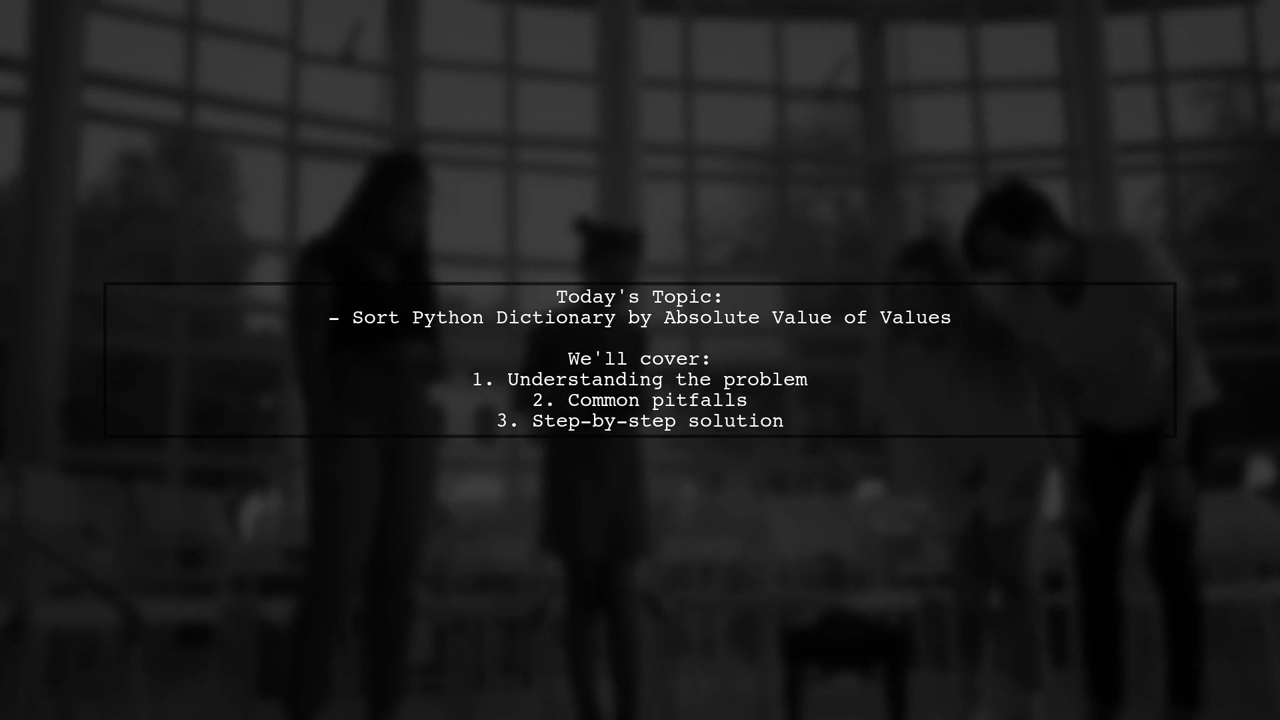 Today's Topic:
- Sort Python Dictionary by Absolute Value of Values
We'll cover:
1. Understanding the problem
2. Common pitfalls
3. Step-by-step solution